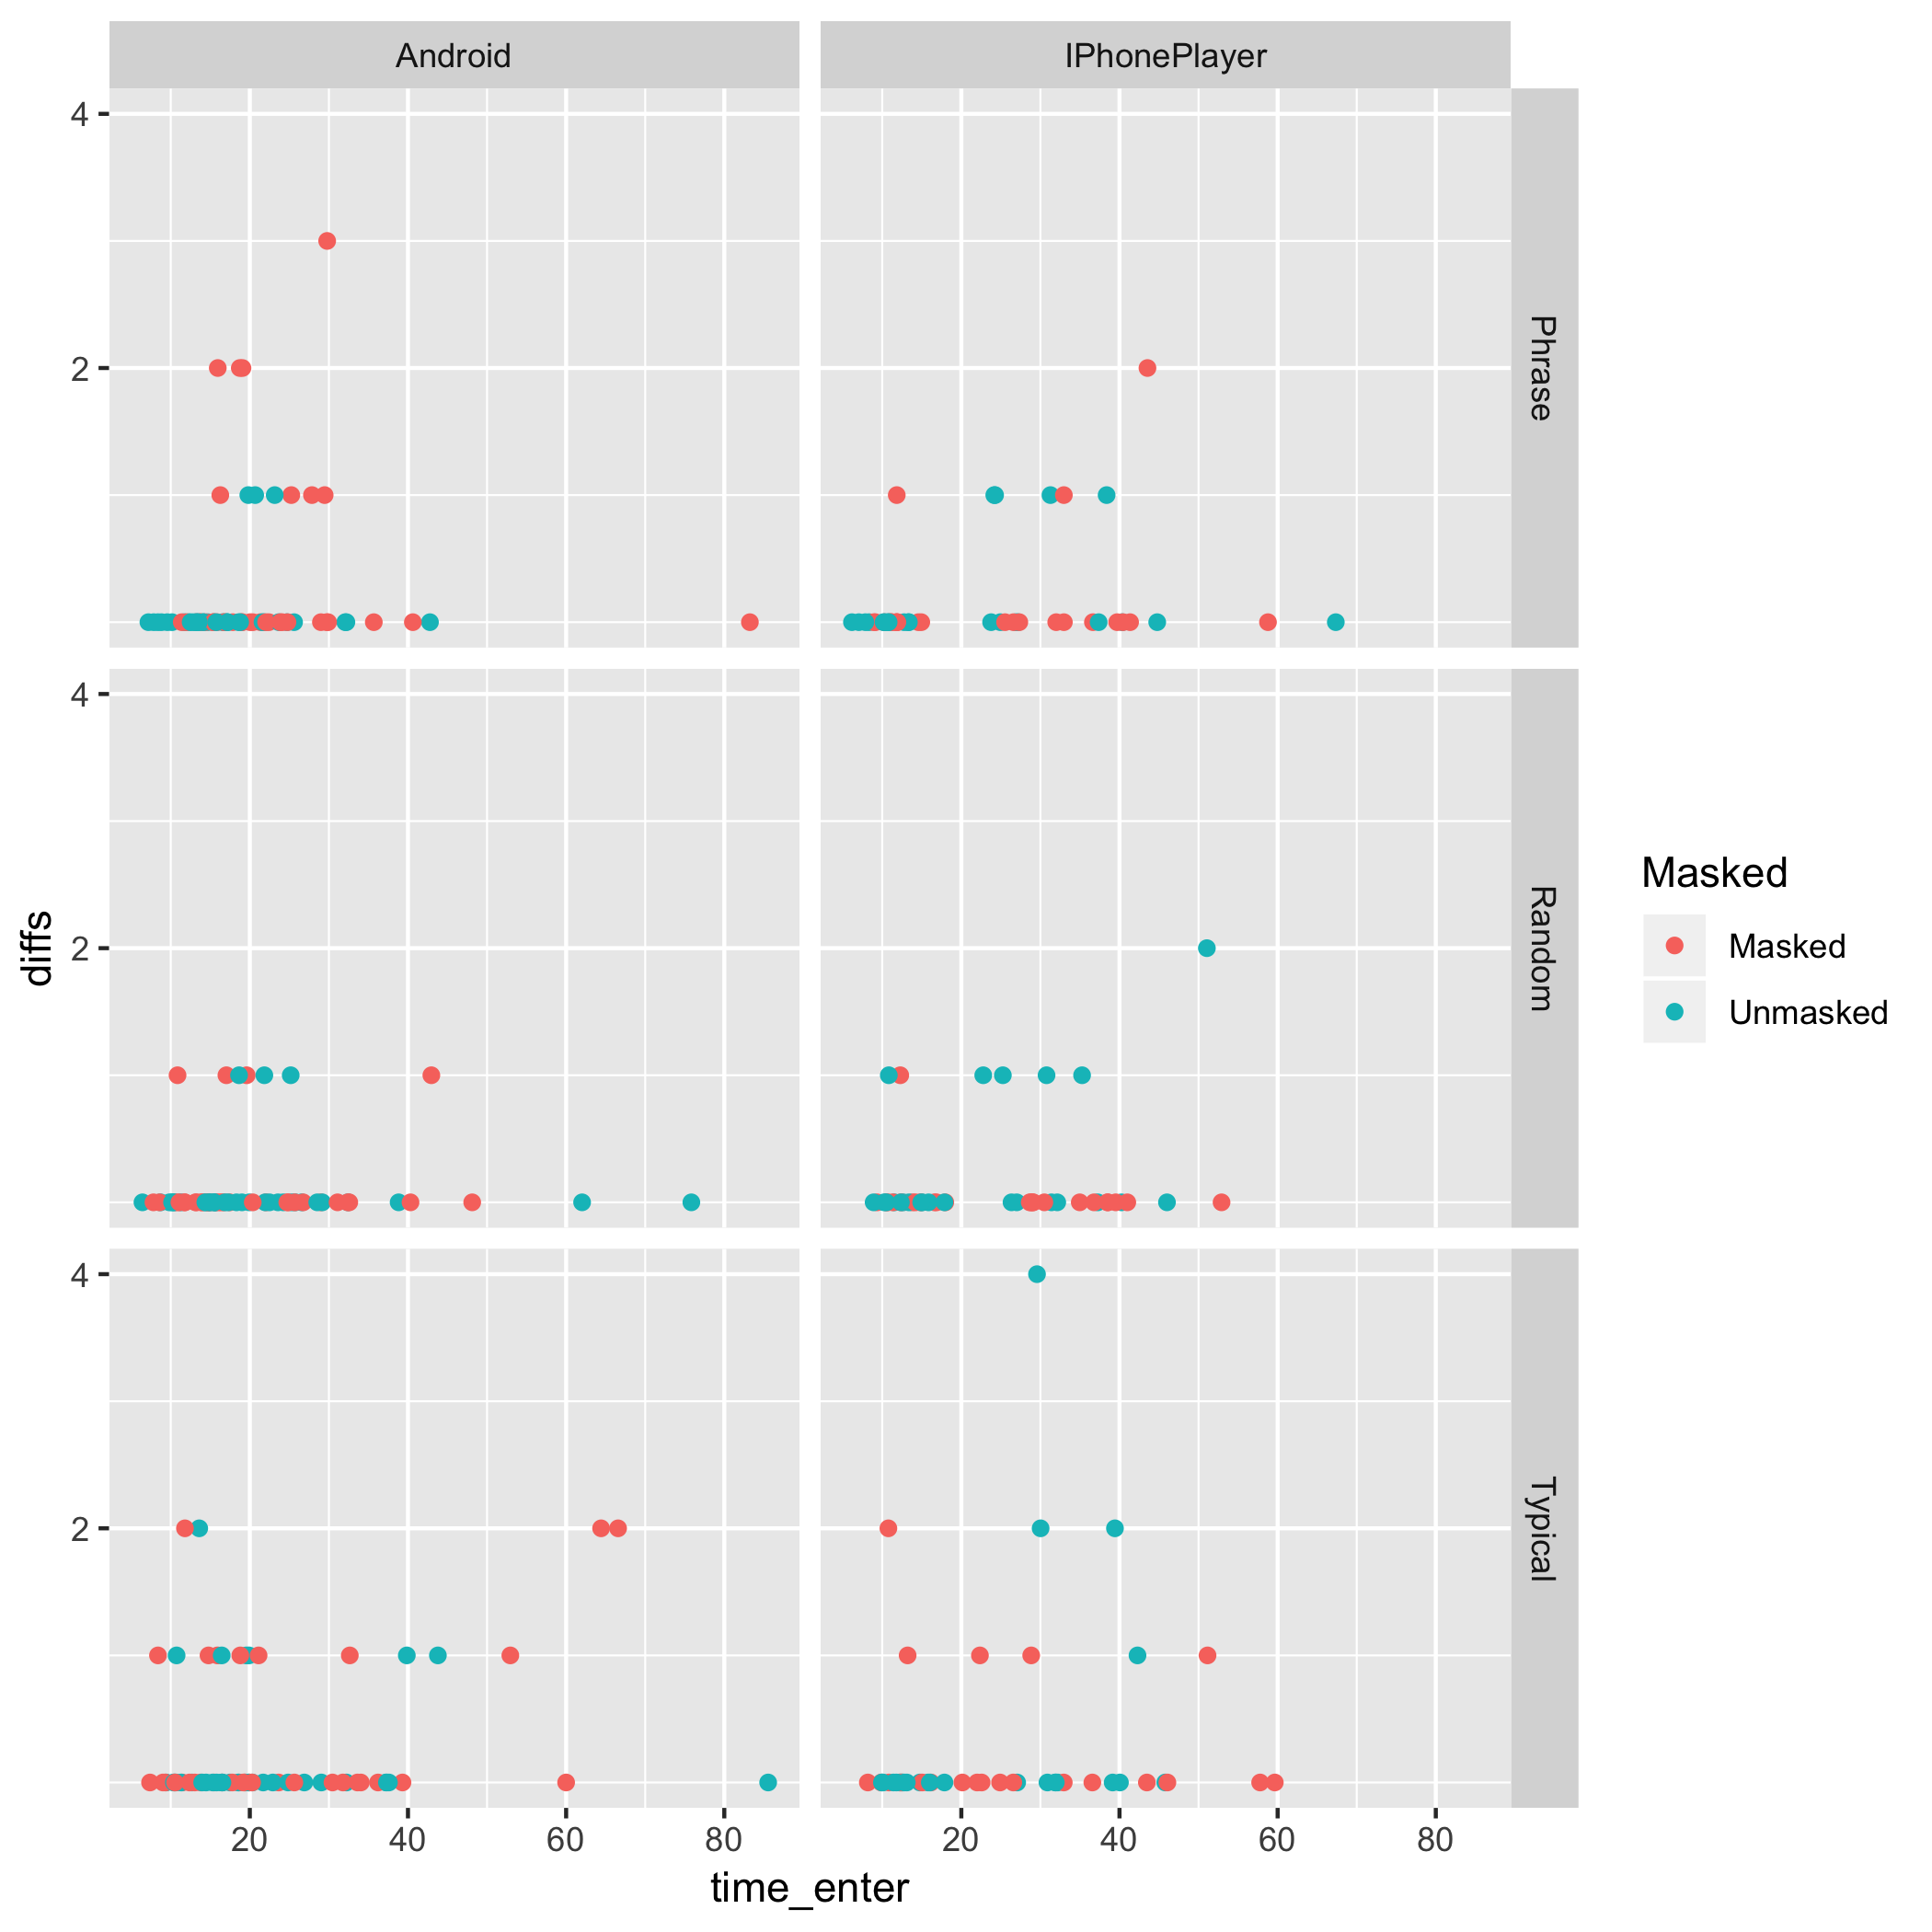 Android
IPhonePlayer
4
2
Phrase
4
2
Random
diffs
4
2
Typical
20
40
60
80
20
40
60
80
time_enter
Masked
Masked
Unmasked